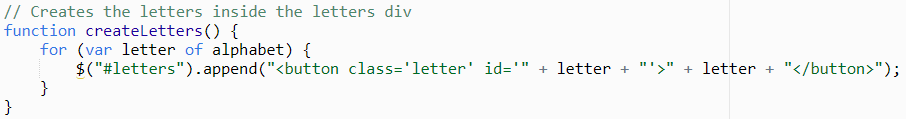 // Creates the letters inside the letters div
function createLetters() {
    for (var letter of alphabet) {
        $("#letters").append("<button class='letter' id='" + letter + "'>" + letter + "</button>");
    }
}